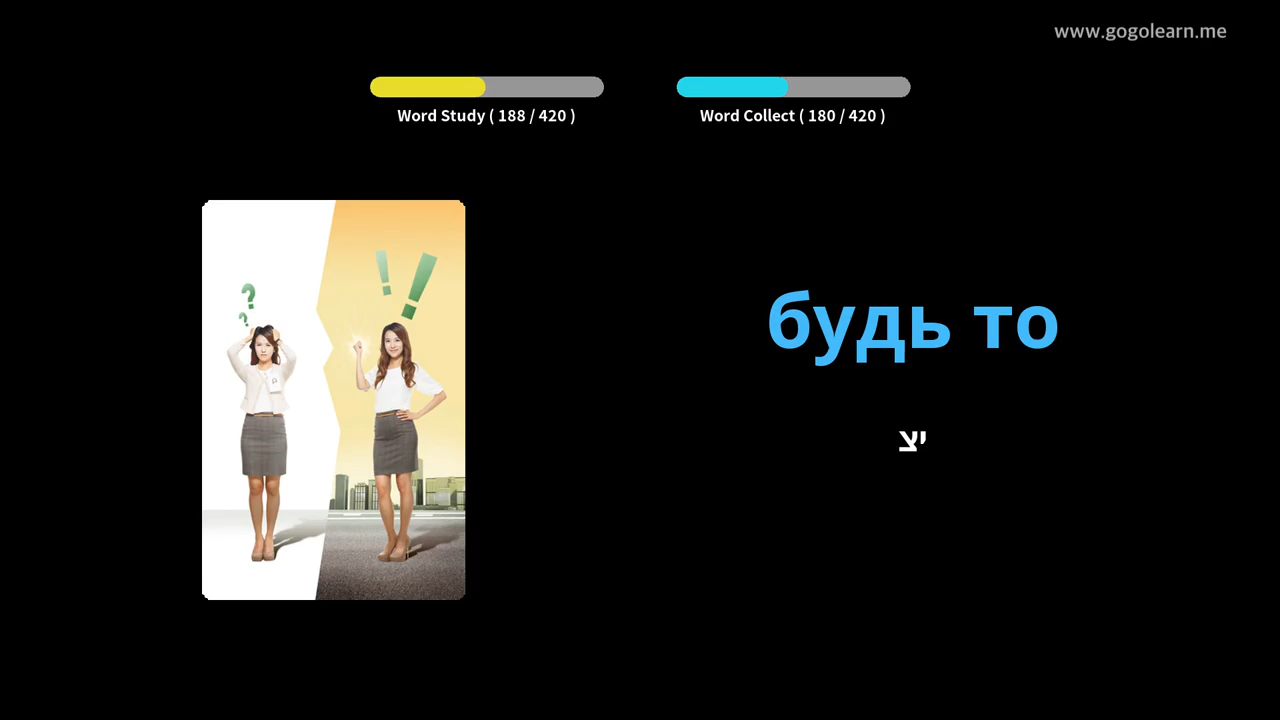 www.gogolearn.me
Word Study ( 188 / 420 )
Word Collect ( 180 / 420 )
будь то
יצ